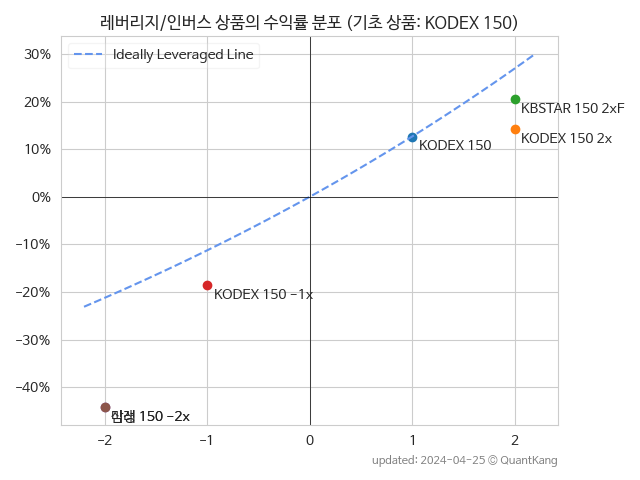 레버리지/인버스 상품의 수익률 분포 (기초 상품: KODEX 150)
Ideally Leveraged Line
30%
20%
10%
0%
−10%
−20%
−30%
−40%
KBSTAR 150 2xF
KODEX 150 2x
KODEX 150
KODEX 150 −1x
150 −2x
−2
−1
0
1
2
updated: 2024-04-25 © QuantKang